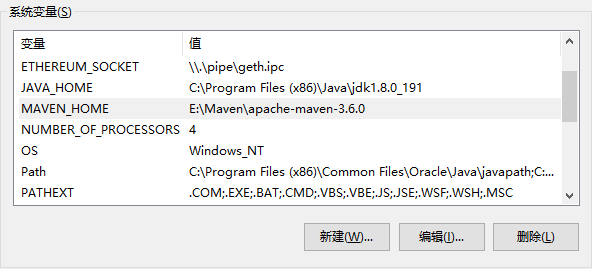 系统变量(S)
变量 值
ETHEREUM_SOCKET \\.\pipe\geth.ipc
JAVA_HOME C:\Program Files (x86)\Java\jdk1.8.0_191
MAVEN_HOME E:\Maven\apache-maven-3.6.0
NUMBER_OF_PROCESSORS 4
OS Windows_NT
Path C:\Program Files (x86)\Common Files\Oracle\Java\javapath;C:...
PATHEXT .COM;.EXE;.BAT;.CMD;.VBS;.VBE;.JS;.JSE;.WSF;.WSH;.MSC
新建(W)... 编辑(I)... 删除(L)